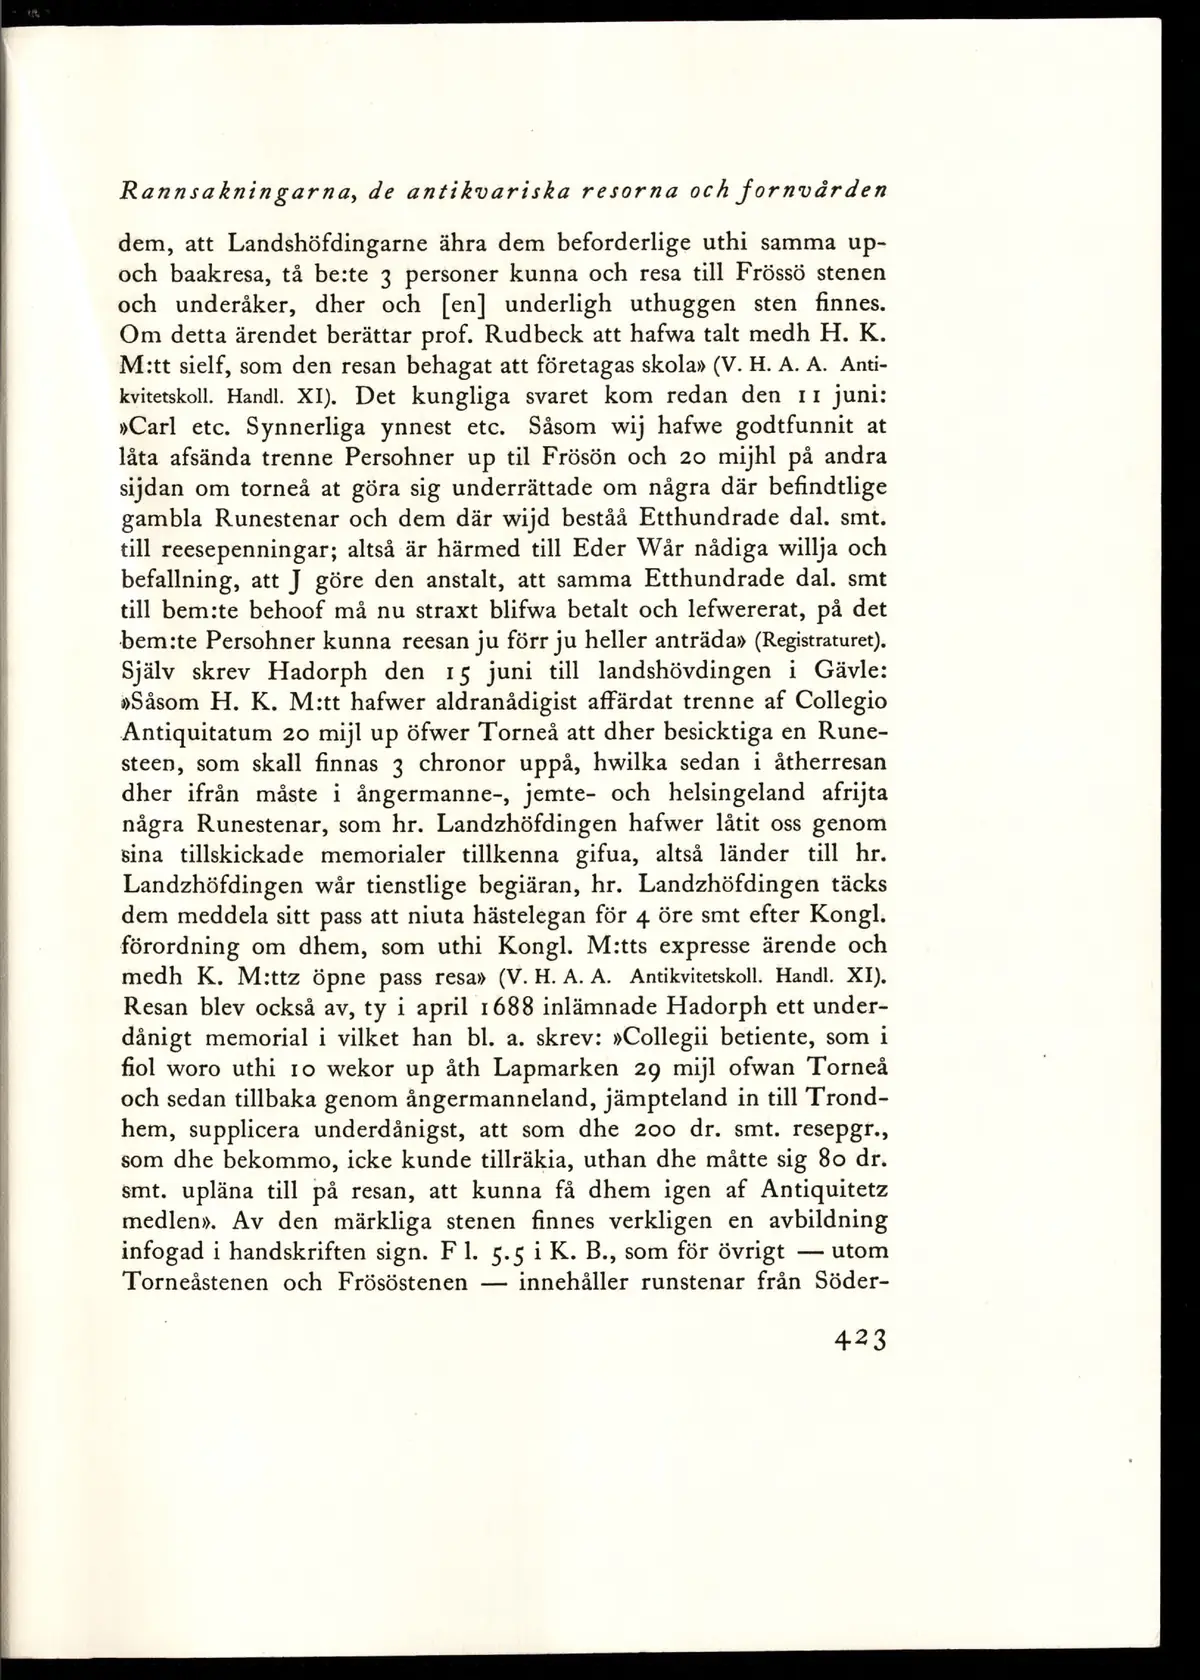 Rannsakningarna, de antikvariska resorna och fornvården
dem, att Landshöfdingarne ähra dem beforderlige uthi samma up-
och baakresa, tå be:te 3 personer kunna och resa till Frössö stenen
och underåker, dher och [en] underligh uthuggen sten finnes.
Om detta ärendet berättar prof. Rudbeck att hafwa talt medh H. K.
M:tt sielf, som den resan behagat att företagas skola» (V. H. A. A. Anti-
kvitetskoll. Handl. XI). Det kungliga svaret kom redan den 11 juni:
»Carl etc. Synnerliga ynnest etc. Såsom wij hafwe godtfunnit at
låta afsända trenne Persohner up til Frösön och 20 mijhl på andra
sijdan om torneå at göra sig underrättade om några där befindtlige
gambla Runestenar och dem där wijd beståå Etthundrade dal. smt.
till reesepenningar; altså är härmed till Eder Wår nådiga willja och
befallning, att J göre den anstalt, att samma Etthundrade dal. smt
till bem:te behoof må nu straxt blifwa betalt och lefwererat, på det
bem:te Persohner kunna reesan ju förr ju heller anträda» (Registraturet).
Själv skrev Hadorph den 15 juni till landshövdingen i Gävle:
»Såsom H. K. M:tt hafwer aldranådigist affärdat trenne af Collegio
Antiquitatum 20 mijl up öfwer Torneå att dher besicktiga en Rune-
steen, som skall finnas 3 chronor uppå, hwilka sedan i åtherresan
dher ifrån måste i ångermanne-, jemte- och helsingeland afrijta
några Runestenar, som hr. Landzhöfdingen hafwer låtit oss genom
sina tillskickade memorialer tillkenna gifua, altså länder till hr.
Landzhöfdingen wår tienstlige begiäran, hr. Landzhöfdingen täcks
dem meddela sitt pass att niuta hästelegan för 4 öre smt efter Kongl.
förordning om dhem, som uthi Kongl. M:tts expresse ärende och
medh K. M:ttz öpne pass resa» (V. H. A. A. Antikvitetskoll. Handl. XI).
Resan blev också av, ty i april 1688 inlämnade Hadorph ett under-
dånigt memorial i vilket han bl. a. skrev: »Collegii betiente, som i
fiol woro uthi 10 wekor up åth Lapmarken 29 mijl ofwan Torneå
och sedan tillbaka genom ångermanneland, jämpteland in till Trond-
hem, supplicera underdånigst, att som dhe 200 dr. smt. resepgr.,
som dhe bekommo, icke kunde tillräkia, uthan dhe måtte sig 80 dr.
smt. upläna till på resan, att kunna få dhem igen af Antiquitetz
medlen». Av den märkliga stenen finnes verkligen en avbildning
infogad i handskriften sign. F l. 5.5 i K. B., som för övrigt — utom
Torneåstenen och Frösöstenen — innehåller runstenar från Söder-
423